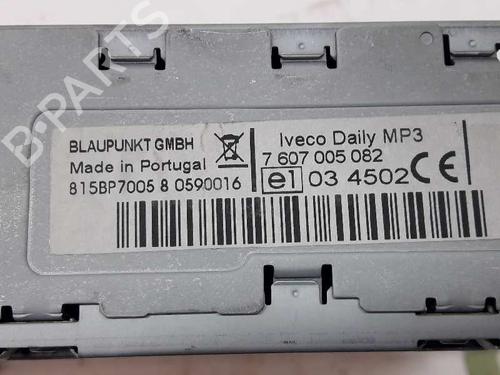 BLAUPUNKT GMBH
Made in Portugal
815BP7005 8 0590016
Iveco Daily MP3
7 607 005 082
e1 03 4502 CE
B-PARTS